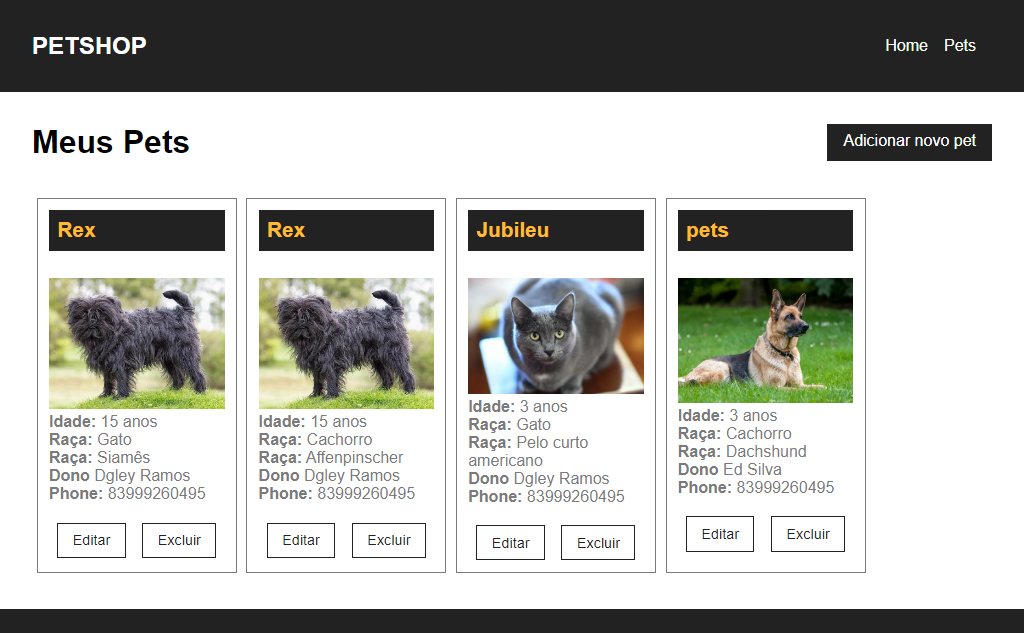 PETSHOP
Home Pets
Meus Pets
Adicionar novo pet
Rex
Idade: 15 anos
Raça: Gato
Raça: Siamês
Dono Dgley Ramos
Phone: 83999260495
Editar Excluir
Rex
Idade: 15 anos
Raça: Cachorro
Raça: Affenpinscher
Dono Dgley Ramos
Phone: 83999260495
Editar Excluir
Jubileu
Idade: 3 anos
Raça: Gato
Raça: Pelo curto
americano
Dono Dgley Ramos
Phone: 83999260495
Editar Excluir
pets
Idade: 3 anos
Raça: Cachorro
Raça: Dachshund
Dono Ed Silva
Phone: 83999260495
Editar Excluir